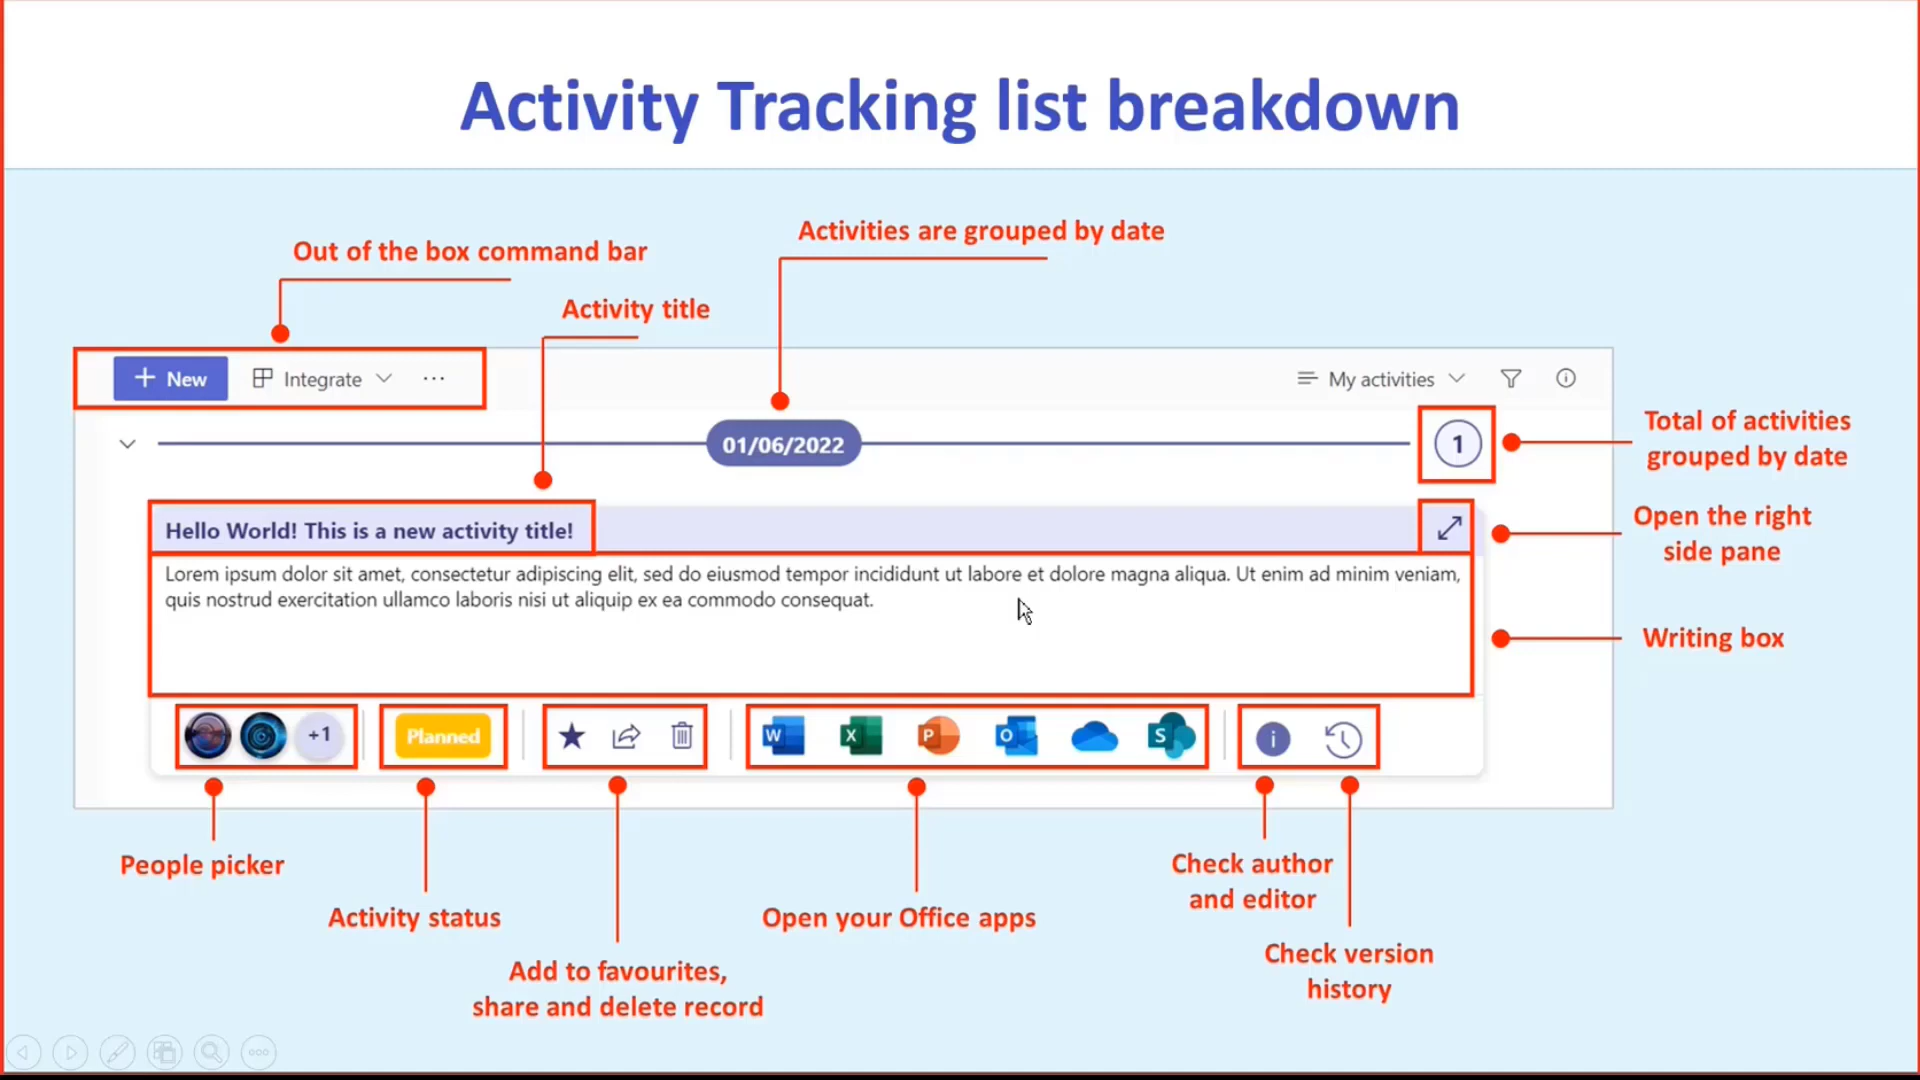 Activity Tracking list breakdown
Activities are grouped by date
Out of the box command bar
Activity title
+ New
Integrate
...
My activities
01/06/2022
1
Total of activities
grouped by date
Hello World! This is a new activity title!
Open the right
side pane
Lorem ipsum dolor sit amet, consectetur adipiscing elit, sed do eiusmod tempor incididunt ut labore et dolore magna aliqua. Ut enim ad minim veniam,
quis nostrud exercitation ullamco laboris nisi ut aliquip ex ea commodo consequat.
Writing box
+1
Planned
W
X
P
O
S
i
People picker
Activity status
Add to favourites,
share and delete record
Open your Office apps
Check author
and editor
Check version
history